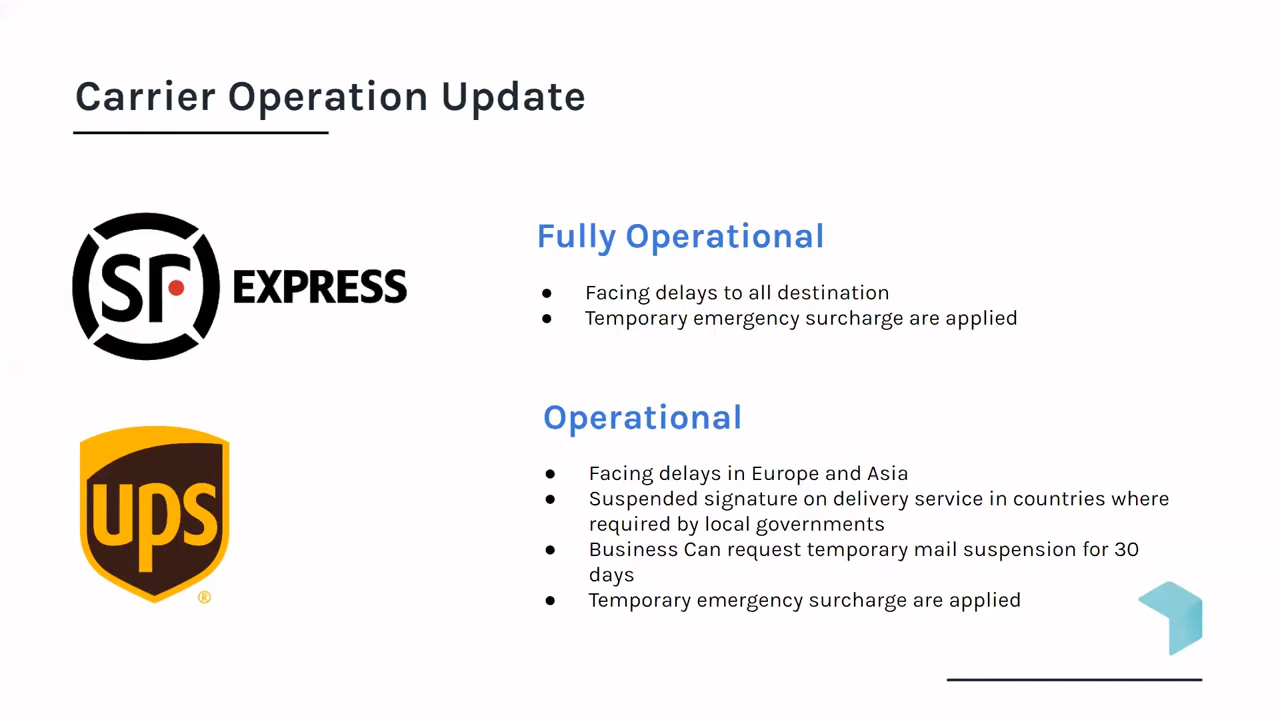 Carrier Operation Update
SF EXPRESS
Fully Operational
● Facing delays to all destination
● Temporary emergency surcharge are applied
ups
®
Operational
● Facing delays in Europe and Asia
● Suspended signature on delivery service in countries where
required by local governments
● Business Can request temporary mail suspension for 30
days
● Temporary emergency surcharge are applied